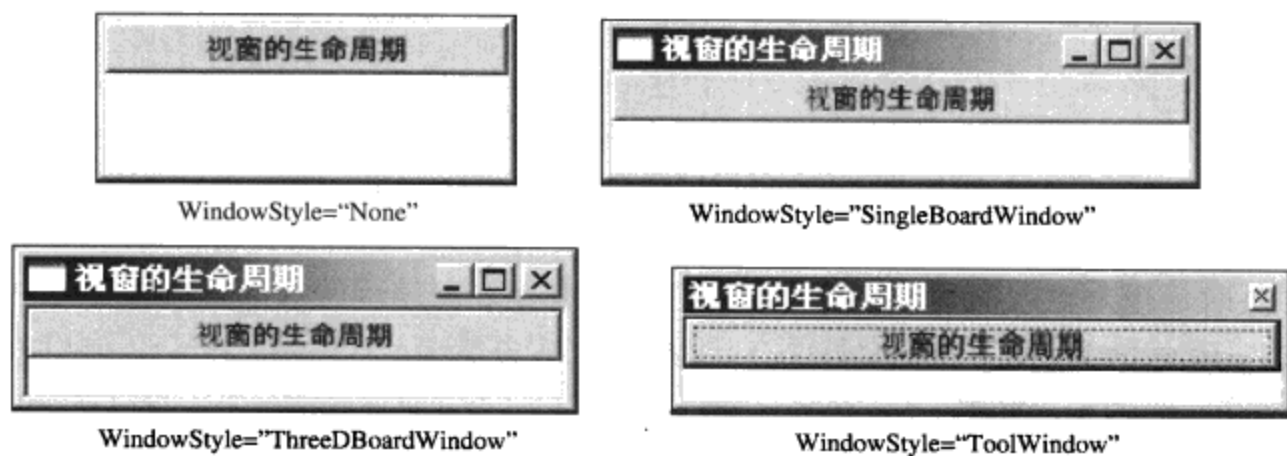 视窗的生命周期
WindowStyle=“None”
视窗的生命周期
视窗的生命周期
WindowStyle=”SingleBoardWindow”
视窗的生命周期
视窗的生命周期
WindowStyle=”ThreeDBoardWindow”
视窗的生命周期
视窗的生命周期
WindowStyle=“ToolWindow”